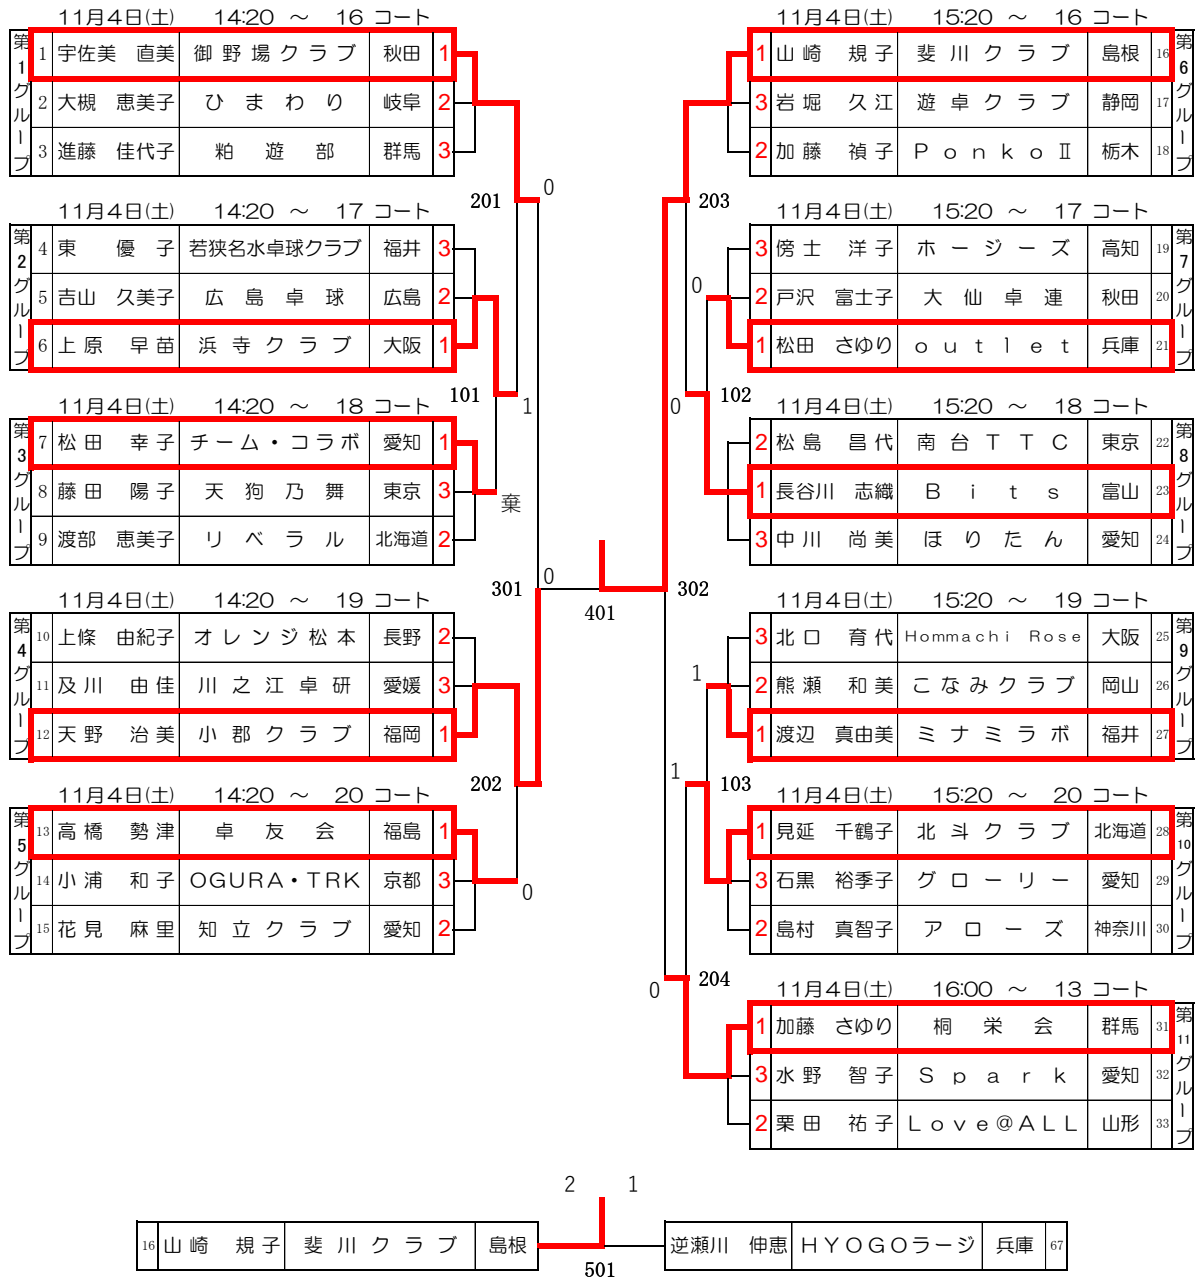 11月4日(土) 14:20 ～ 16 コート
第1グループ
1 宇佐美 直美 御野場クラブ 秋田 1
2 大槻 恵美子 ひまわり 岐阜 2
3 進藤 佳代子 粕遊部 群馬 3
11月4日(土) 14:20 ～ 17 コート
第2グループ
4 東 優子 若狭名水卓球クラブ 福井 3
5 吉山 久美子 広島卓球 広島 2
6 上原 早苗 浜寺クラブ 大阪 1
11月4日(土) 14:20 ～ 18 コート
第3グループ
7 松田 幸子 チーム・コラボ 愛知 1
8 藤田 陽子 天狗乃舞 東京 3
9 渡部 恵美子 リベラル 北海道 2
11月4日(土) 14:20 ～ 19 コート
第4グループ
10 上條 由紀子 オレンジ松本 長野 2
11 及川 由佳 川之江卓研 愛媛 3
12 天野 治美 小郡クラブ 福岡 1
11月4日(土) 14:20 ～ 20 コート
第5グループ
13 高橋 勢津 卓友会 福島 1
14 小浦 和子 OGURA・TRK 京都 3
15 花見 麻里 知立クラブ 愛知 2
201
0
101
1
棄
301
0
202
0
401
11月4日(土) 15:20 ～ 16 コート
第6グループ
1 山崎 規子 斐川クラブ 島根 16
3 岩堀 久江 遊卓クラブ 静岡 17
2 加藤 禎子 PonkoⅡ 栃木 18
11月4日(土) 15:20 ～ 17 コート
第7グループ
3 傍士 洋子 ホージーズ 高知 19
2 戸沢 富士子 大仙卓連 秋田 20
1 松田 さゆり outlet 兵庫 21
11月4日(土) 15:20 ～ 18 コート
第8グループ
2 松島 昌代 南台TTC 東京 22
1 長谷川 志織 Bits 富山 23
3 中川 尚美 ほりたん 愛知 24
11月4日(土) 15:20 ～ 19 コート
第9グループ
3 北口 育代 Hommachi Rose 大阪 25
2 熊瀬 和美 こなみクラブ 岡山 26
1 渡辺 真由美 ミナミラボ 福井 27
11月4日(土) 15:20 ～ 20 コート
第10グループ
1 見延 千鶴子 北斗クラブ 北海道 28
3 石黒 裕季子 グローリー 愛知 29
2 島村 真智子 アローズ 神奈川 30
11月4日(土) 16:00 ～ 13 コート
第11グループ
1 加藤 さゆり 桐栄会 群馬 31
3 水野 智子 Spark 愛知 32
2 栗田 祐子 Love@ALL 山形 33
203
0
0
102
302
1
1
103
0
204
2 1
16 山崎 規子 斐川クラブ 島根
逆瀬川 伸恵 HYOGOラージ 兵庫 67
501